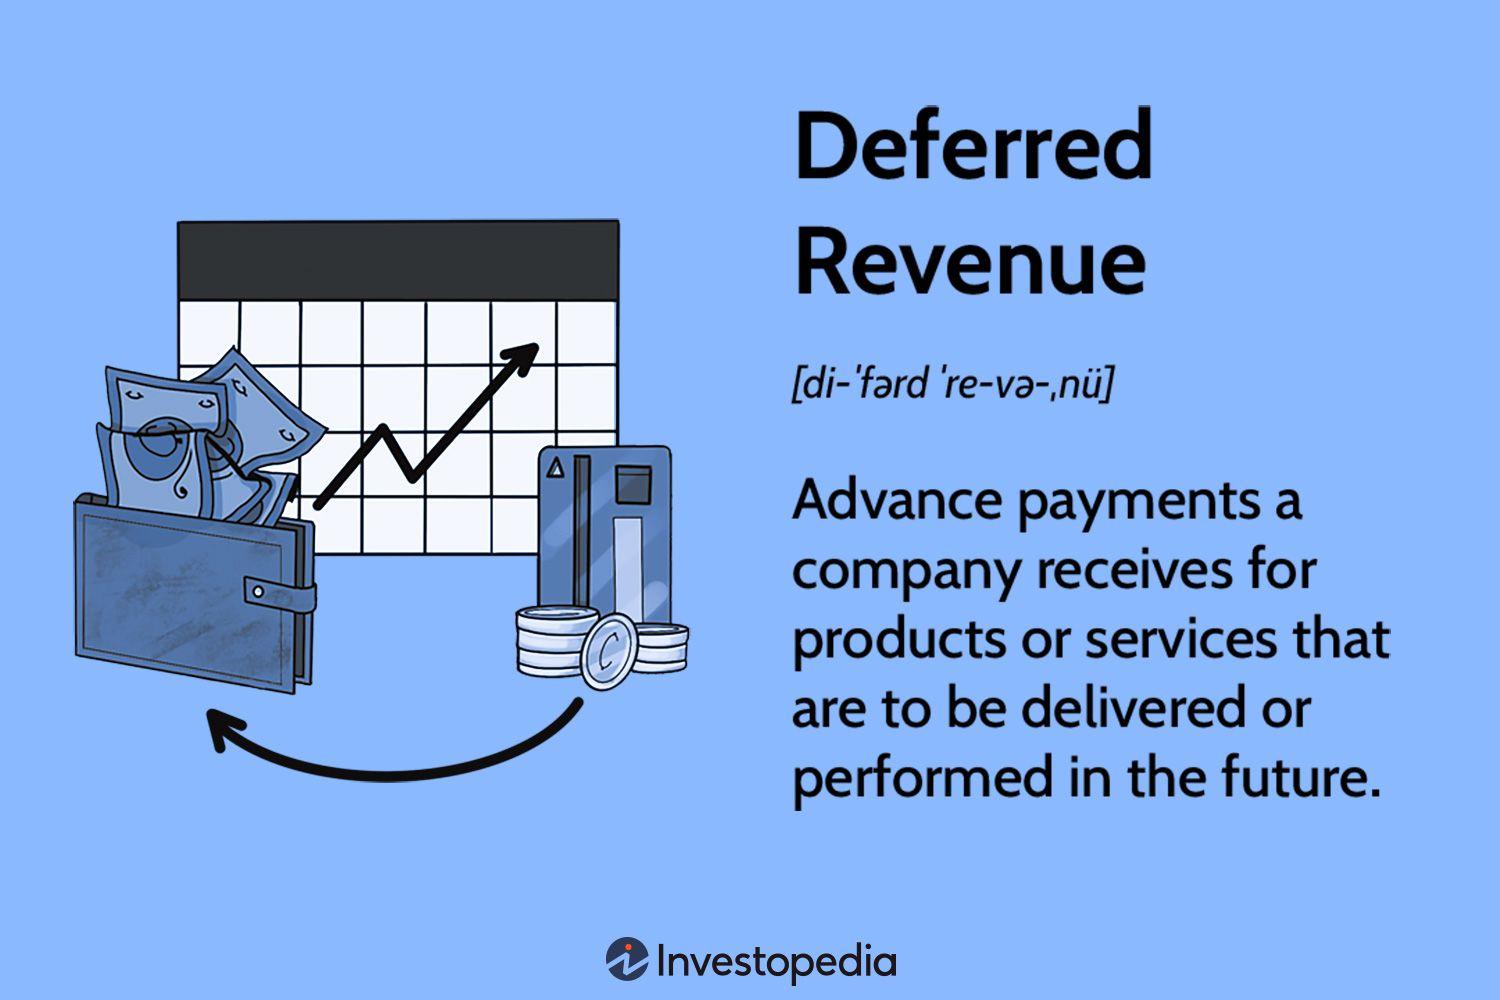 Deferred
Revenue
[di-ˈfərd ˈre-və-ˌnü]
Advance payments a
company receives for
products or services that
are to be delivered or
performed in the future.
Investopedia